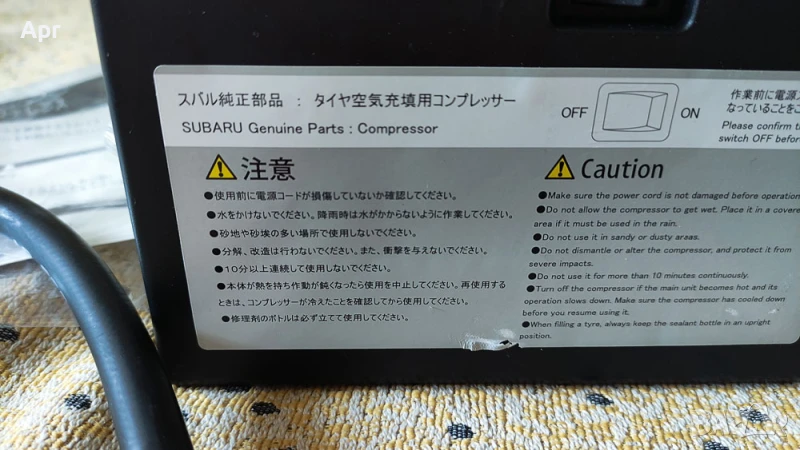 Apr
スバル純正部品 : タイヤ空気充填用コンプレッサー
SUBARU Genuine Parts : Compressor
OFF
ON
作業前に電源ス
なっていることをこ
Please confirm th
switch OFF before
注意
●使用前に電源コードが損傷していないか確認してください。
●水をかけないでください。降雨時は水がかからないように作業してください。
●砂地や砂埃の多い場所で使用しないでください。
●分解、改造は行わないでください。また、衝撃を与えないでください。
●10分以上連続して使用しないでください。
●本体が熱を持ち作動が鈍くなったら使用を中止してください。再使用する
ときは、コンプレッサーが冷えたことを確認してから使用してください。
●修理剤のボトルは必ず立てて使用してください。
Caution
●Make sure the power cord is not damaged before operation
●Do not allow the compressor to get wet. Place it in a covere
area if it must be used in the rain.
●Do not use it in sandy or dusty araas.
●Do not dismantle or alter the compressor, and protect it from
severe impacts.
●Do not use it for more than 10 minutes continuously.
●Turn off the compressor if the main unit becomes hot and its
operation slows down. Make sure the compressor has cooled down
before you resume using it.
●When filling a tyre, always keep the sealant bottle in an upright
position.